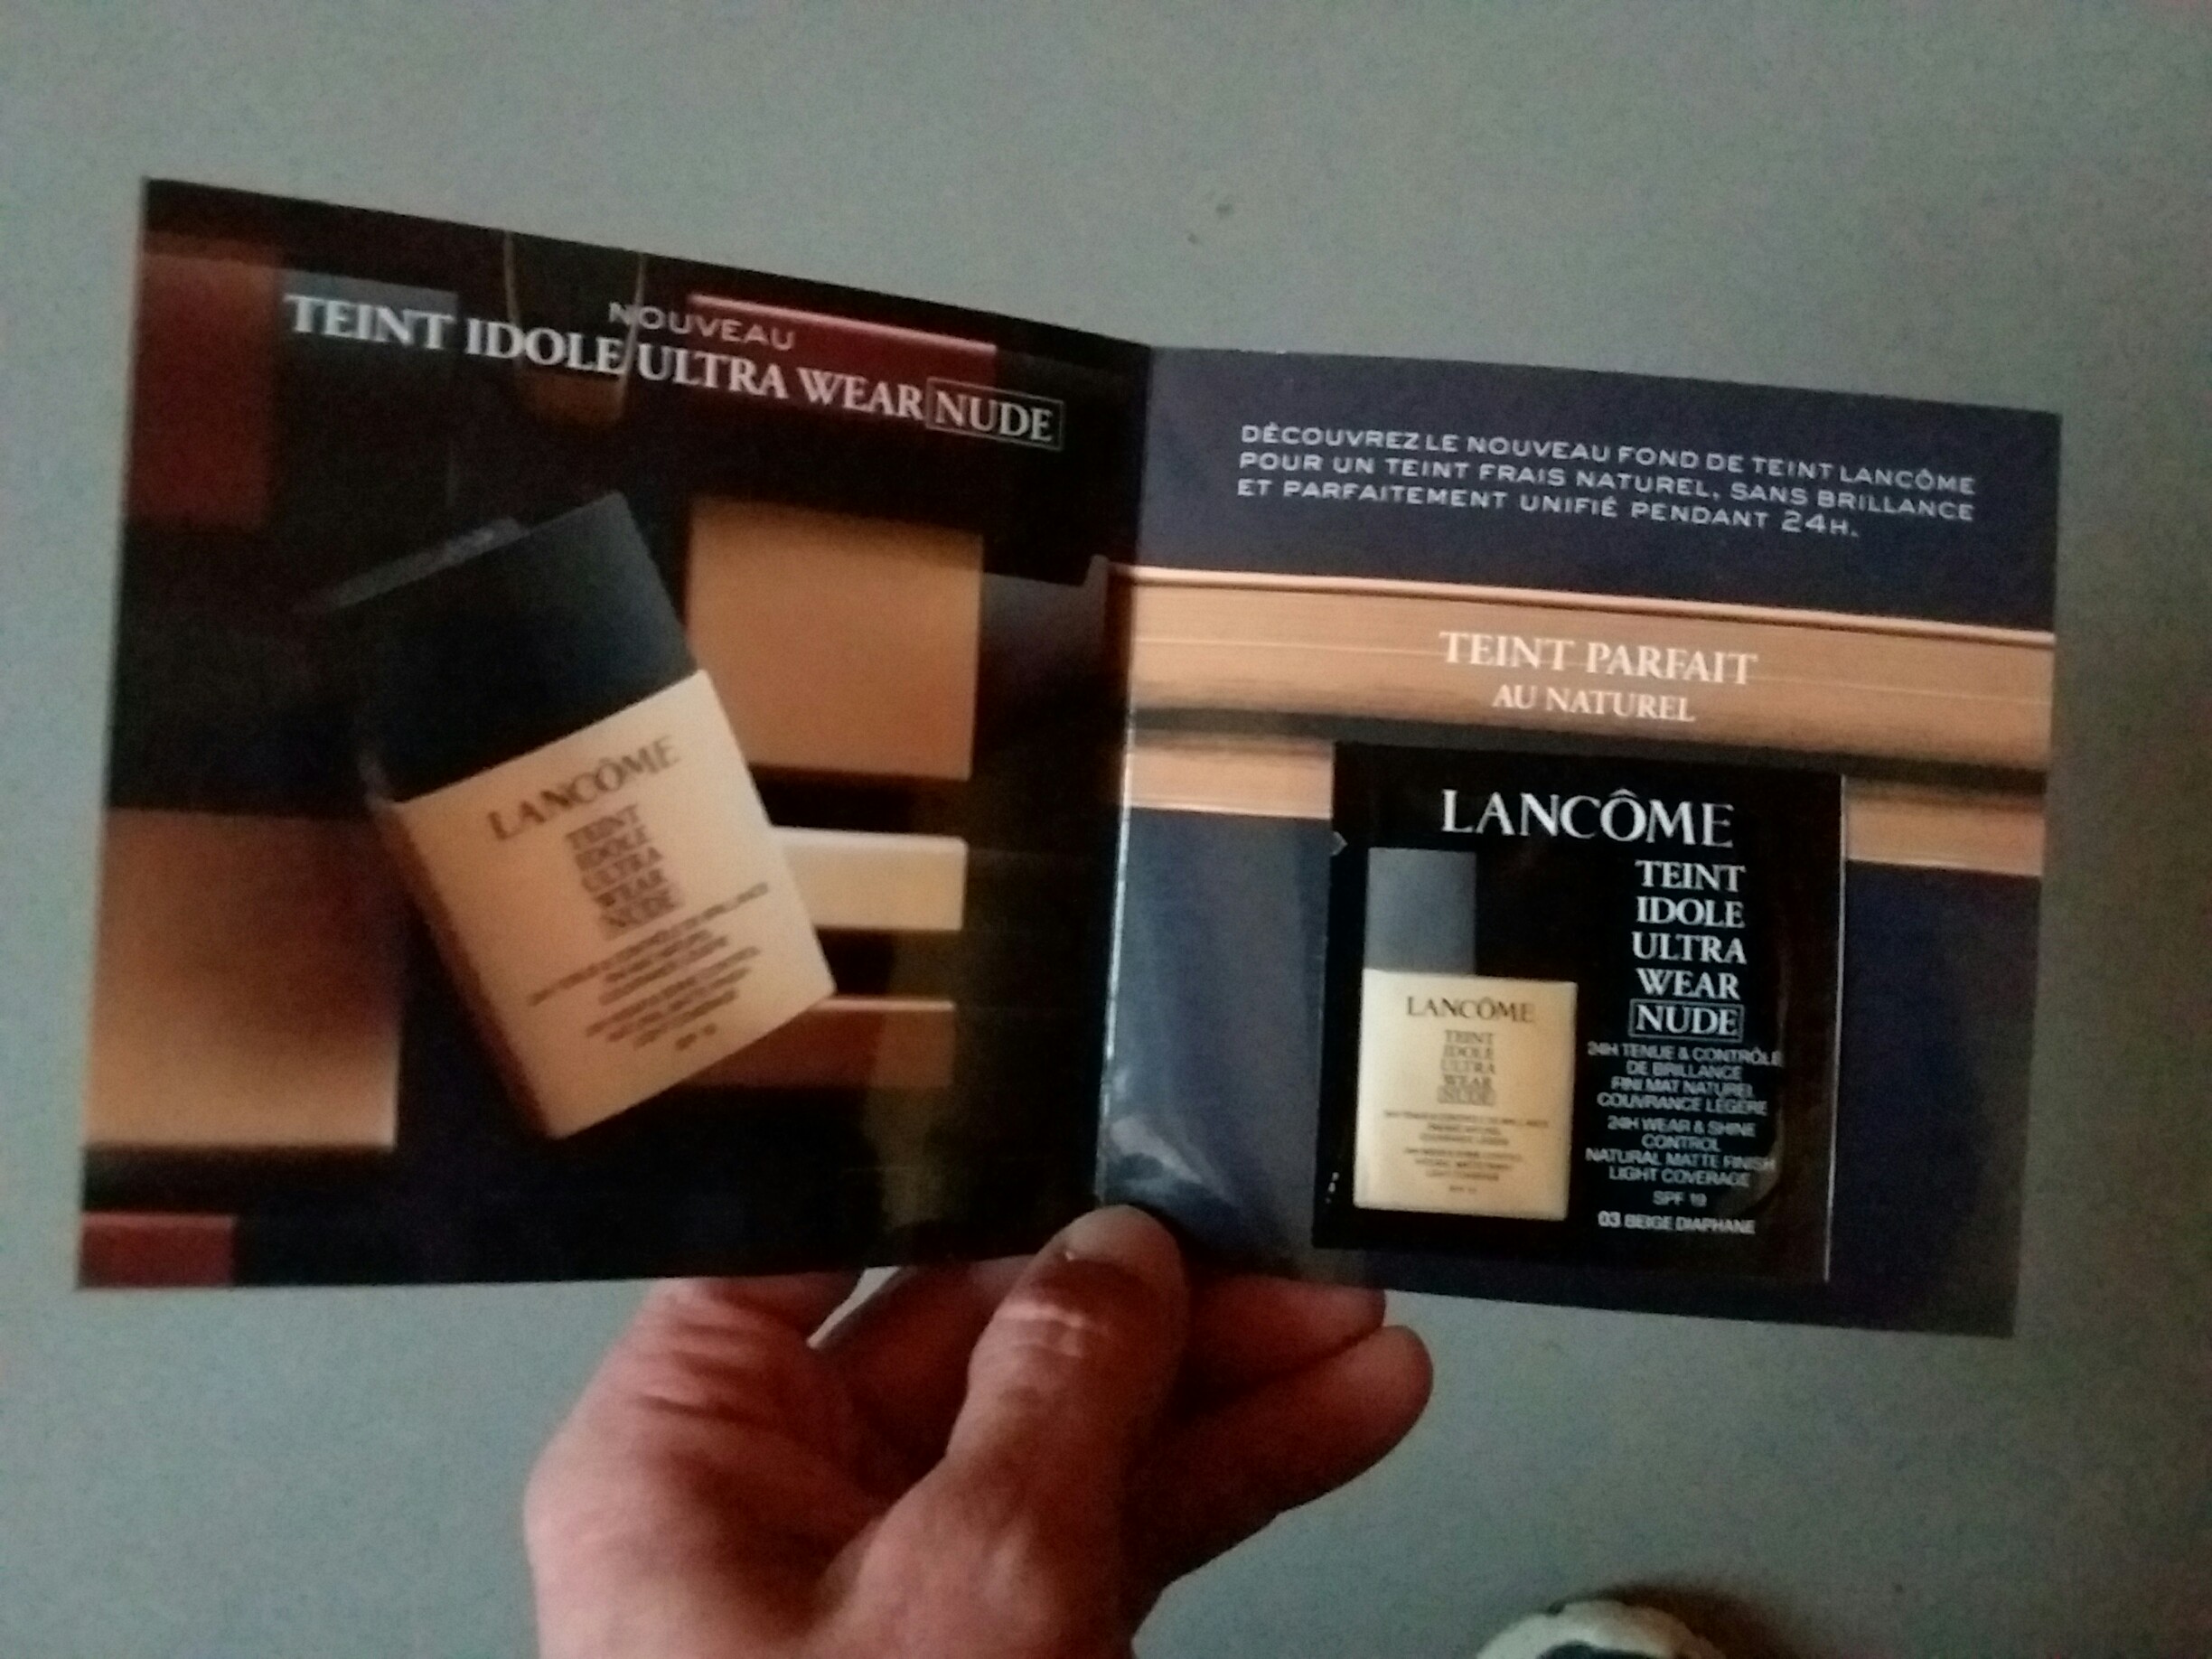 NOUVEAU
TEINT IDOLE ULTRA WEAR NUDE
LANCÔME
TEINT
IDOLE
ULTRA
WEAR
NUDE
DÉCOUVREZ LE NOUVEAU FOND DE TEINT LANCÔME
POUR UN TEINT FRAIS NATUREL, SANS BRILLANCE
ET PARFAITEMENT UNIFIÉ PENDANT 24H.
TEINT PARFAIT
AU NATUREL
LANCÔME
TEINT
IDOLE
ULTRA
WEAR
NUDE
24H TENUE & CONTRÔLE
DE BRILLANCE
FINI MAT NATUREL
COUVRANCE LÉGÈRE
24H WEAR & SHINE
CONTROL
NATURAL MATTE FINISH
LIGHT COVERAGE
SPF 19
03 BEIGE DIAPHANE
LANCÔME
TEINT
IDOLE
ULTRA
WEAR
NUDE